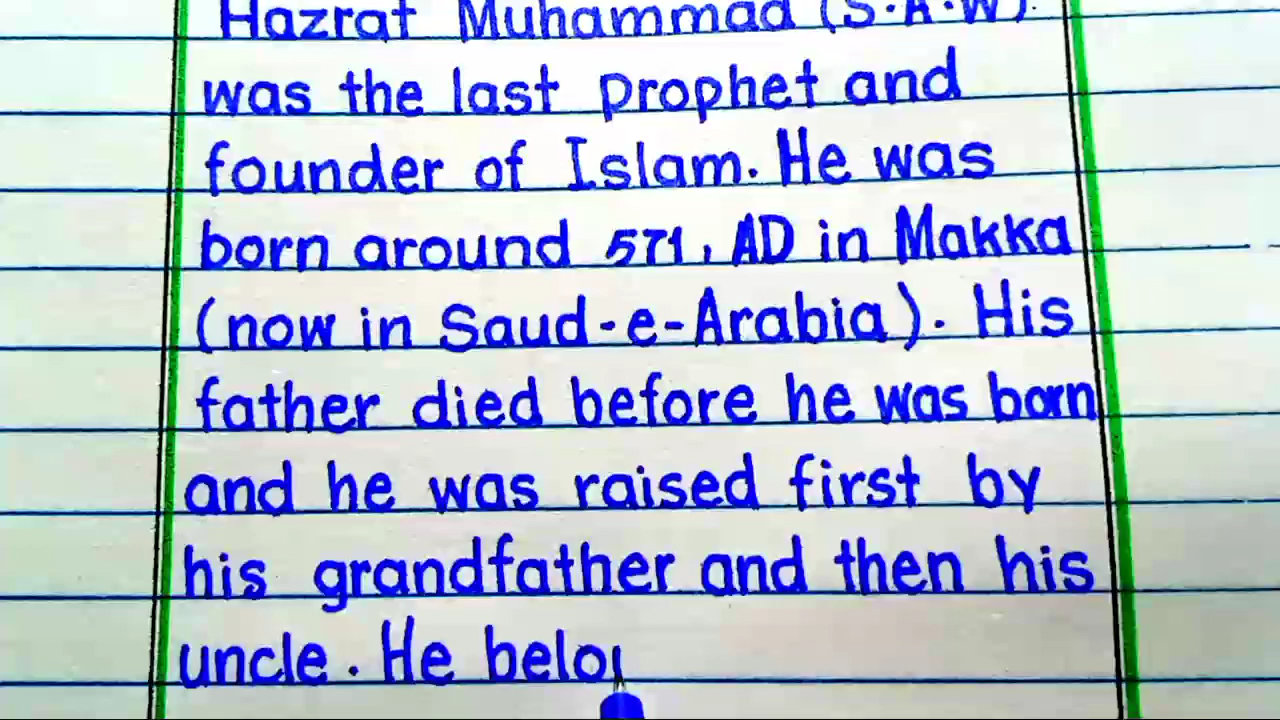 Hazrat Muhammad (S.A.W).
was the last prophet and
founder of Islam. He was
born around 571, AD in Makka
(now in Saud-e-Arabia). His
father died before he was born
and he was raised first by
his grandfather and then his
uncle. He belo